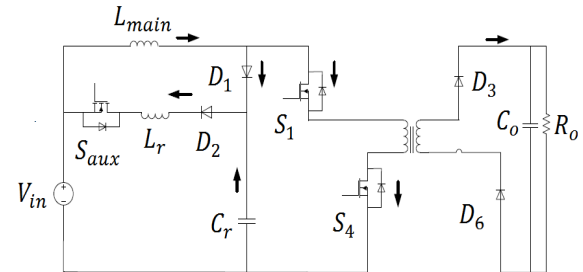 L_main
D_1
D_3
S_1
C_o
R_o
S_aux
L_r
D_2
V_in
C_r
S_4
D_6